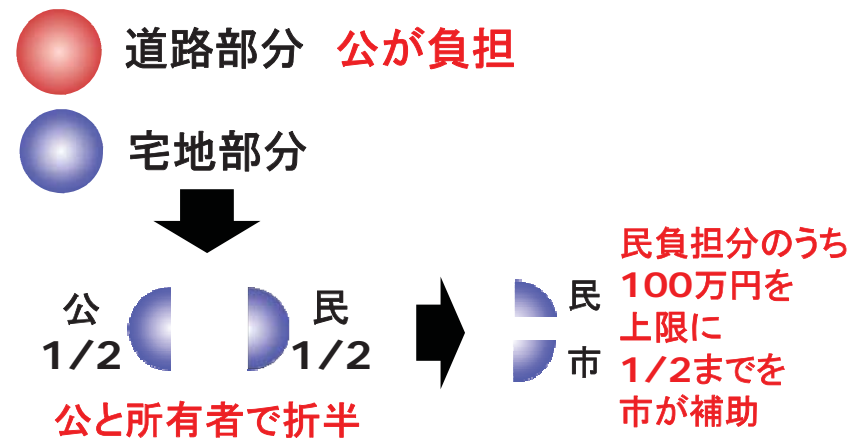 道路部分 公が負担
宅地部分
公
1/2
民
1/2
公と所有者で折半
民
市
民負担分のうち
100万円を
上限に
1/2までを
市が補助